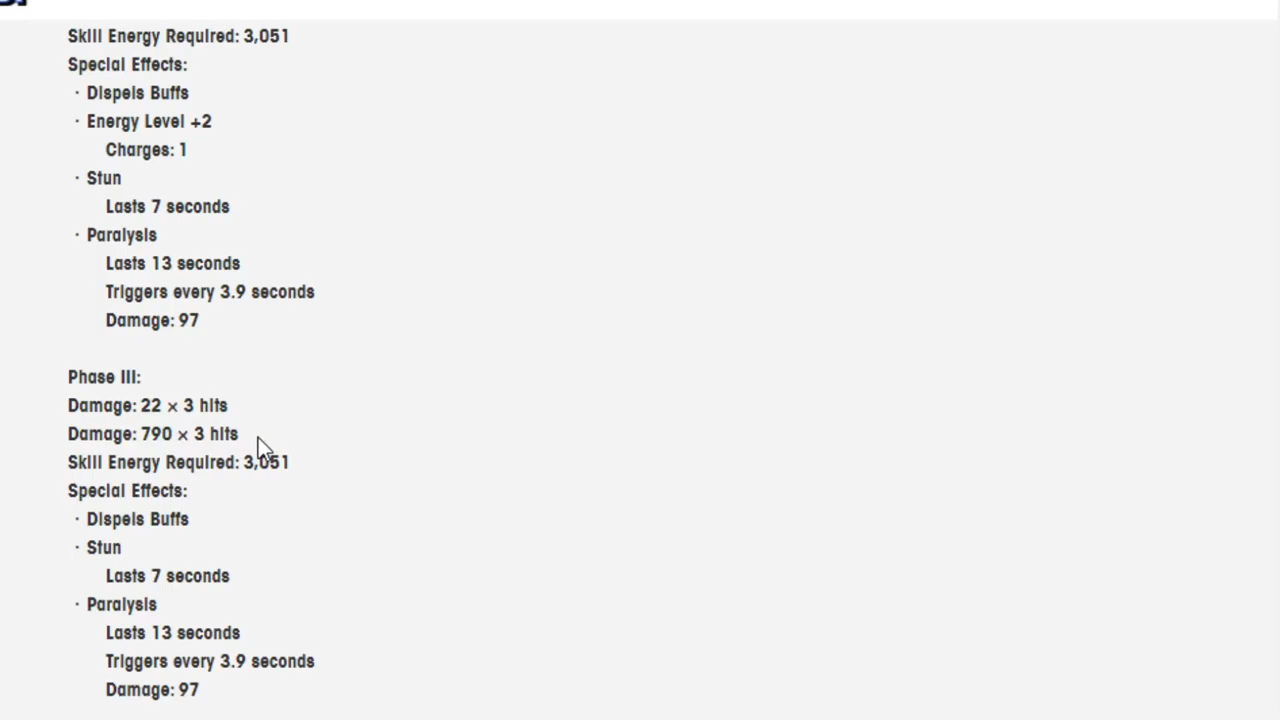 Skill Energy Required: 3,051
Special Effects:
· Dispels Buffs
· Energy Level +2
Charges: 1
· Stun
Lasts 7 seconds
· Paralysis
Lasts 13 seconds
Triggers every 3.9 seconds
Damage: 97
Phase III:
Damage: 22 × 3 hits
Damage: 790 × 3 hits
Skill Energy Required: 3,051
Special Effects:
· Dispels Buffs
· Stun
Lasts 7 seconds
· Paralysis
Lasts 13 seconds
Triggers every 3.9 seconds
Damage: 97